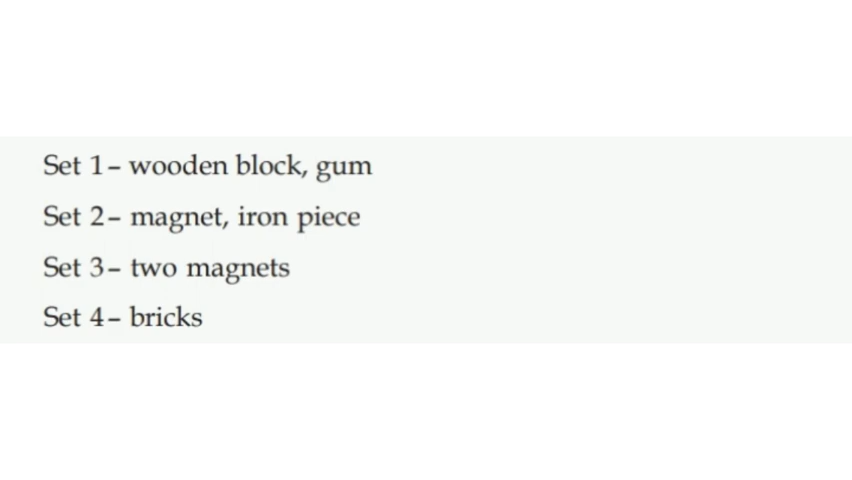 Set 1– wooden block, gum
Set 2– magnet, iron piece
Set 3– two magnets
Set 4– bricks